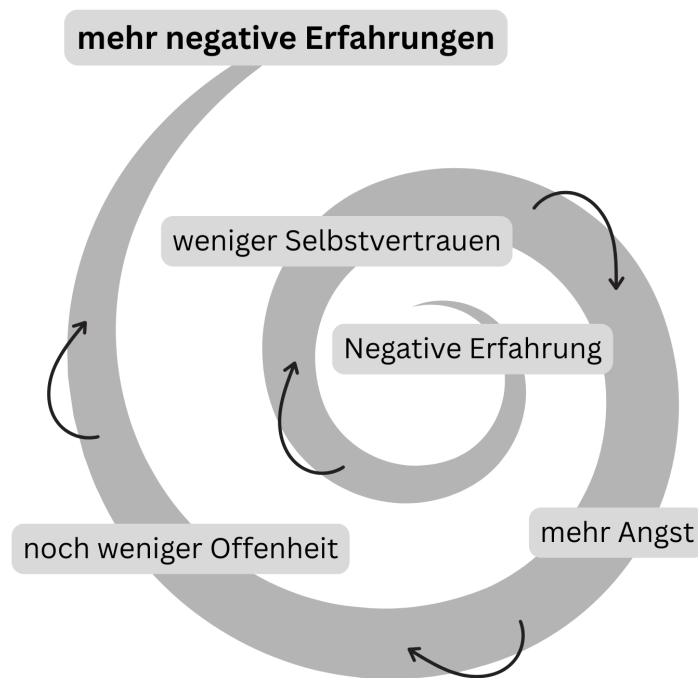 mehr negative Erfahrungen
weniger Selbstvertrauen
Negative Erfahrung
mehr Angst
noch weniger Offenheit